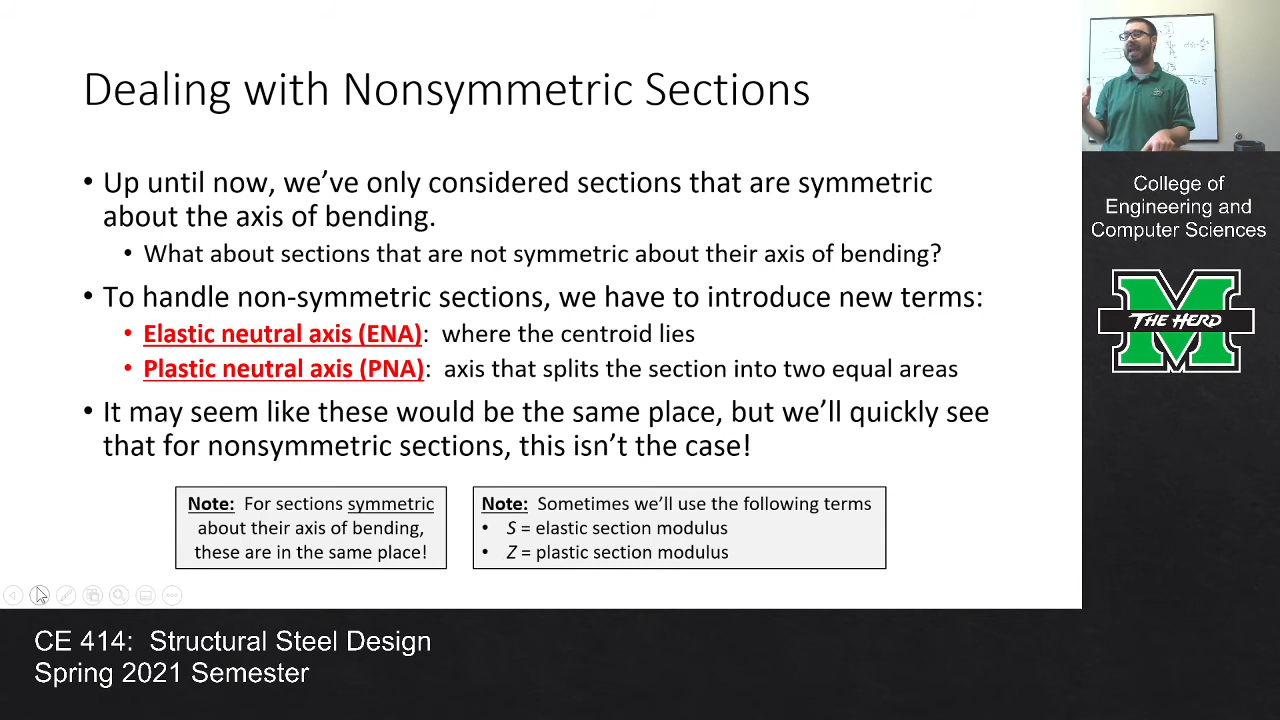 Dealing with Nonsymmetric Sections
• Up until now, we’ve only considered sections that are symmetric
about the axis of bending.
• What about sections that are not symmetric about their axis of bending?
• To handle non-symmetric sections, we have to introduce new terms:
• Elastic neutral axis (ENA): where the centroid lies
• Plastic neutral axis (PNA): axis that splits the section into two equal areas
• It may seem like these would be the same place, but we’ll quickly see
that for nonsymmetric sections, this isn’t the case!
Note: For sections symmetric
about their axis of bending,
these are in the same place!
Note: Sometimes we’ll use the following terms
• S = elastic section modulus
• Z = plastic section modulus
College of
Engineering and
Computer Sciences
THE HERD
CE 414: Structural Steel Design
Spring 2021 Semester